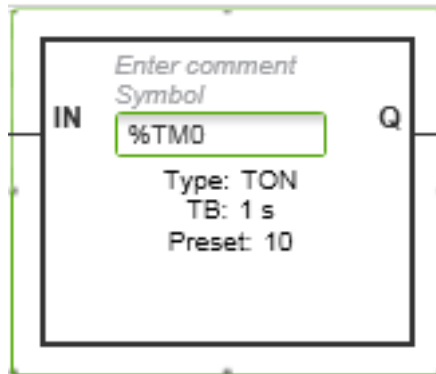 Enter comment
Symbol
IN
Q
%TM0
Type: TON
TB: 1 s
Preset: 10